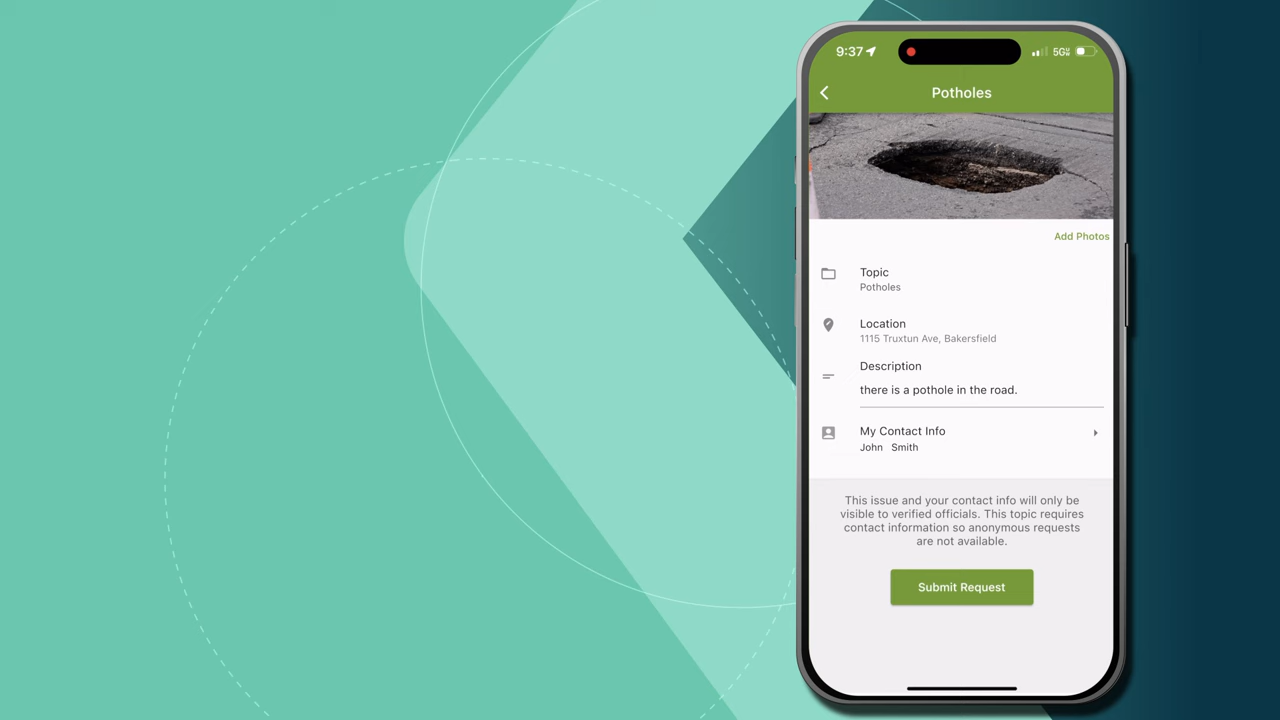 9:37
5G
Potholes
Add Photos
Topic
Potholes
Location
1115 Truxtun Ave, Bakersfield
Description
there is a pothole in the road.
My Contact Info
John Smith
This issue and your contact info will only be
visible to verified officials. This topic requires
contact information so anonymous requests
are not available.
Submit Request